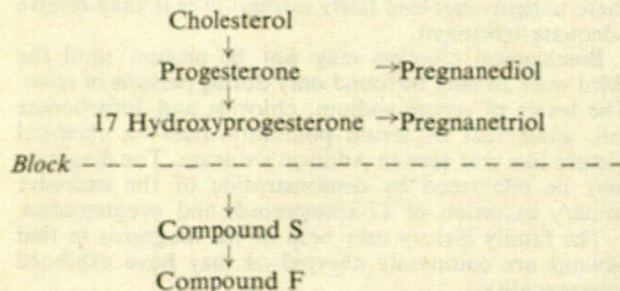 Cholesterol
↓
Progesterone →Pregnanediol
↓
17 Hydroxyprogesterone →Pregnanetriol
Block
↓
Compound S
↓
Compound F